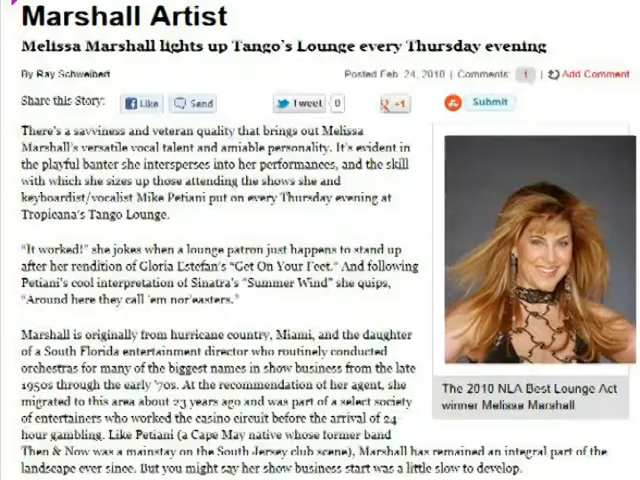 Marshall Artist
Melissa Marshall lights up Tango's Lounge every Thursday evening
By Ray Schweibert
Posted Feb. 24, 2010 | Comments: 1 | Add Comment
Share this Story: Like Send Tweet 0 +1 Submit
There's a savviness and veteran quality that brings out Melissa
Marshall's versatile vocal talent and amiable personality. It's evident in
the playful banter she intersperses into her performances, and the skill
with which she sizes up those attending the shows she and
keyboardist/vocalist Mike Petiani put on every Thursday evening at
Tropicana's Tango Lounge.
"It worked!" she jokes when a lounge patron just happens to stand up
after her rendition of Gloria Estefan's "Get On Your Feet." And following
Petiani's cool interpretation of Sinatra's "Summer Wind" she quips,
"Around here they call 'em nor'easters."
Marshall is originally from hurricane country, Miami, and the daughter
of a South Florida entertainment director who routinely conducted
orchestras for many of the biggest names in show business from the late
1950s through the early '70s. At the recommendation of her agent, she
migrated to this area about 23 years ago and was part of a select society
of entertainers who worked the casino circuit before the arrival of 24
hour gambling. Like Petiani (a Cape May native whose former band
Then & Now was a mainstay on the South Jersey club scene), Marshall has remained an integral part of the
landscape ever since. But you might say her show business start was a little slow to develop.
The 2010 NLA Best Lounge Act
winner Melissa Marshall